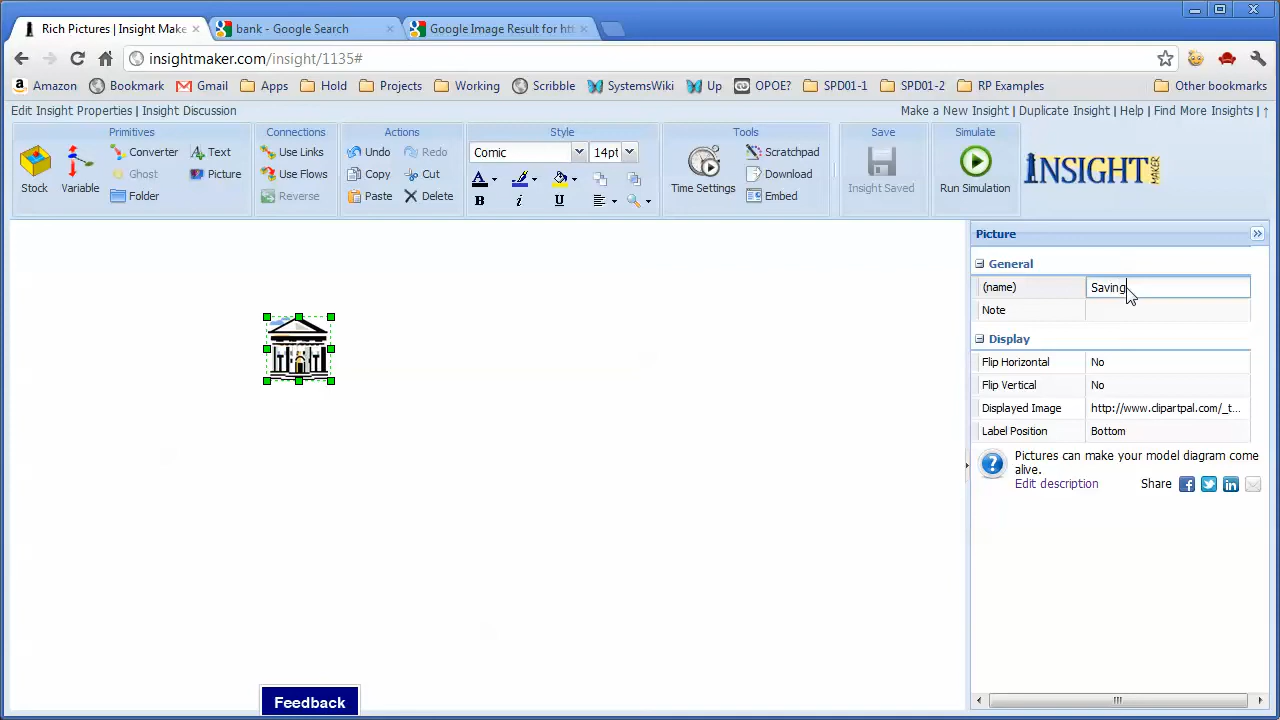 Rich Pictures | Insight Make
bank - Google Search
Google Image Result for htt
insightmaker.com/insight/1135#
Amazon Bookmark Gmail Apps Hold Projects Working Scribble SystemsWiki Up OPOE? SPD01-1 SPD01-2 RP Examples Other bookmarks
Edit Insight Properties | Insight Discussion
Make a New Insight | Duplicate Insight | Help | Find More Insights | ↑
Primitives Connections Actions Style Tools Save Simulate
Stock Variable Converter Text
Ghost Picture
Folder
Use Links
Use Flows
Reverse
Undo Redo
Copy Cut
Paste Delete
Comic 14pt
A
B i U
Time Settings
Scratchpad
Download
Embed
Insight Saved
Run Simulation
INSIGHT MAKER
Picture
General
(name) Saving
Note
Display
Flip Horizontal No
Flip Vertical No
Displayed Image http://www.clipartpal.com/_t...
Label Position Bottom
Pictures can make your model diagram come
alive.
Edit description Share
Feedback